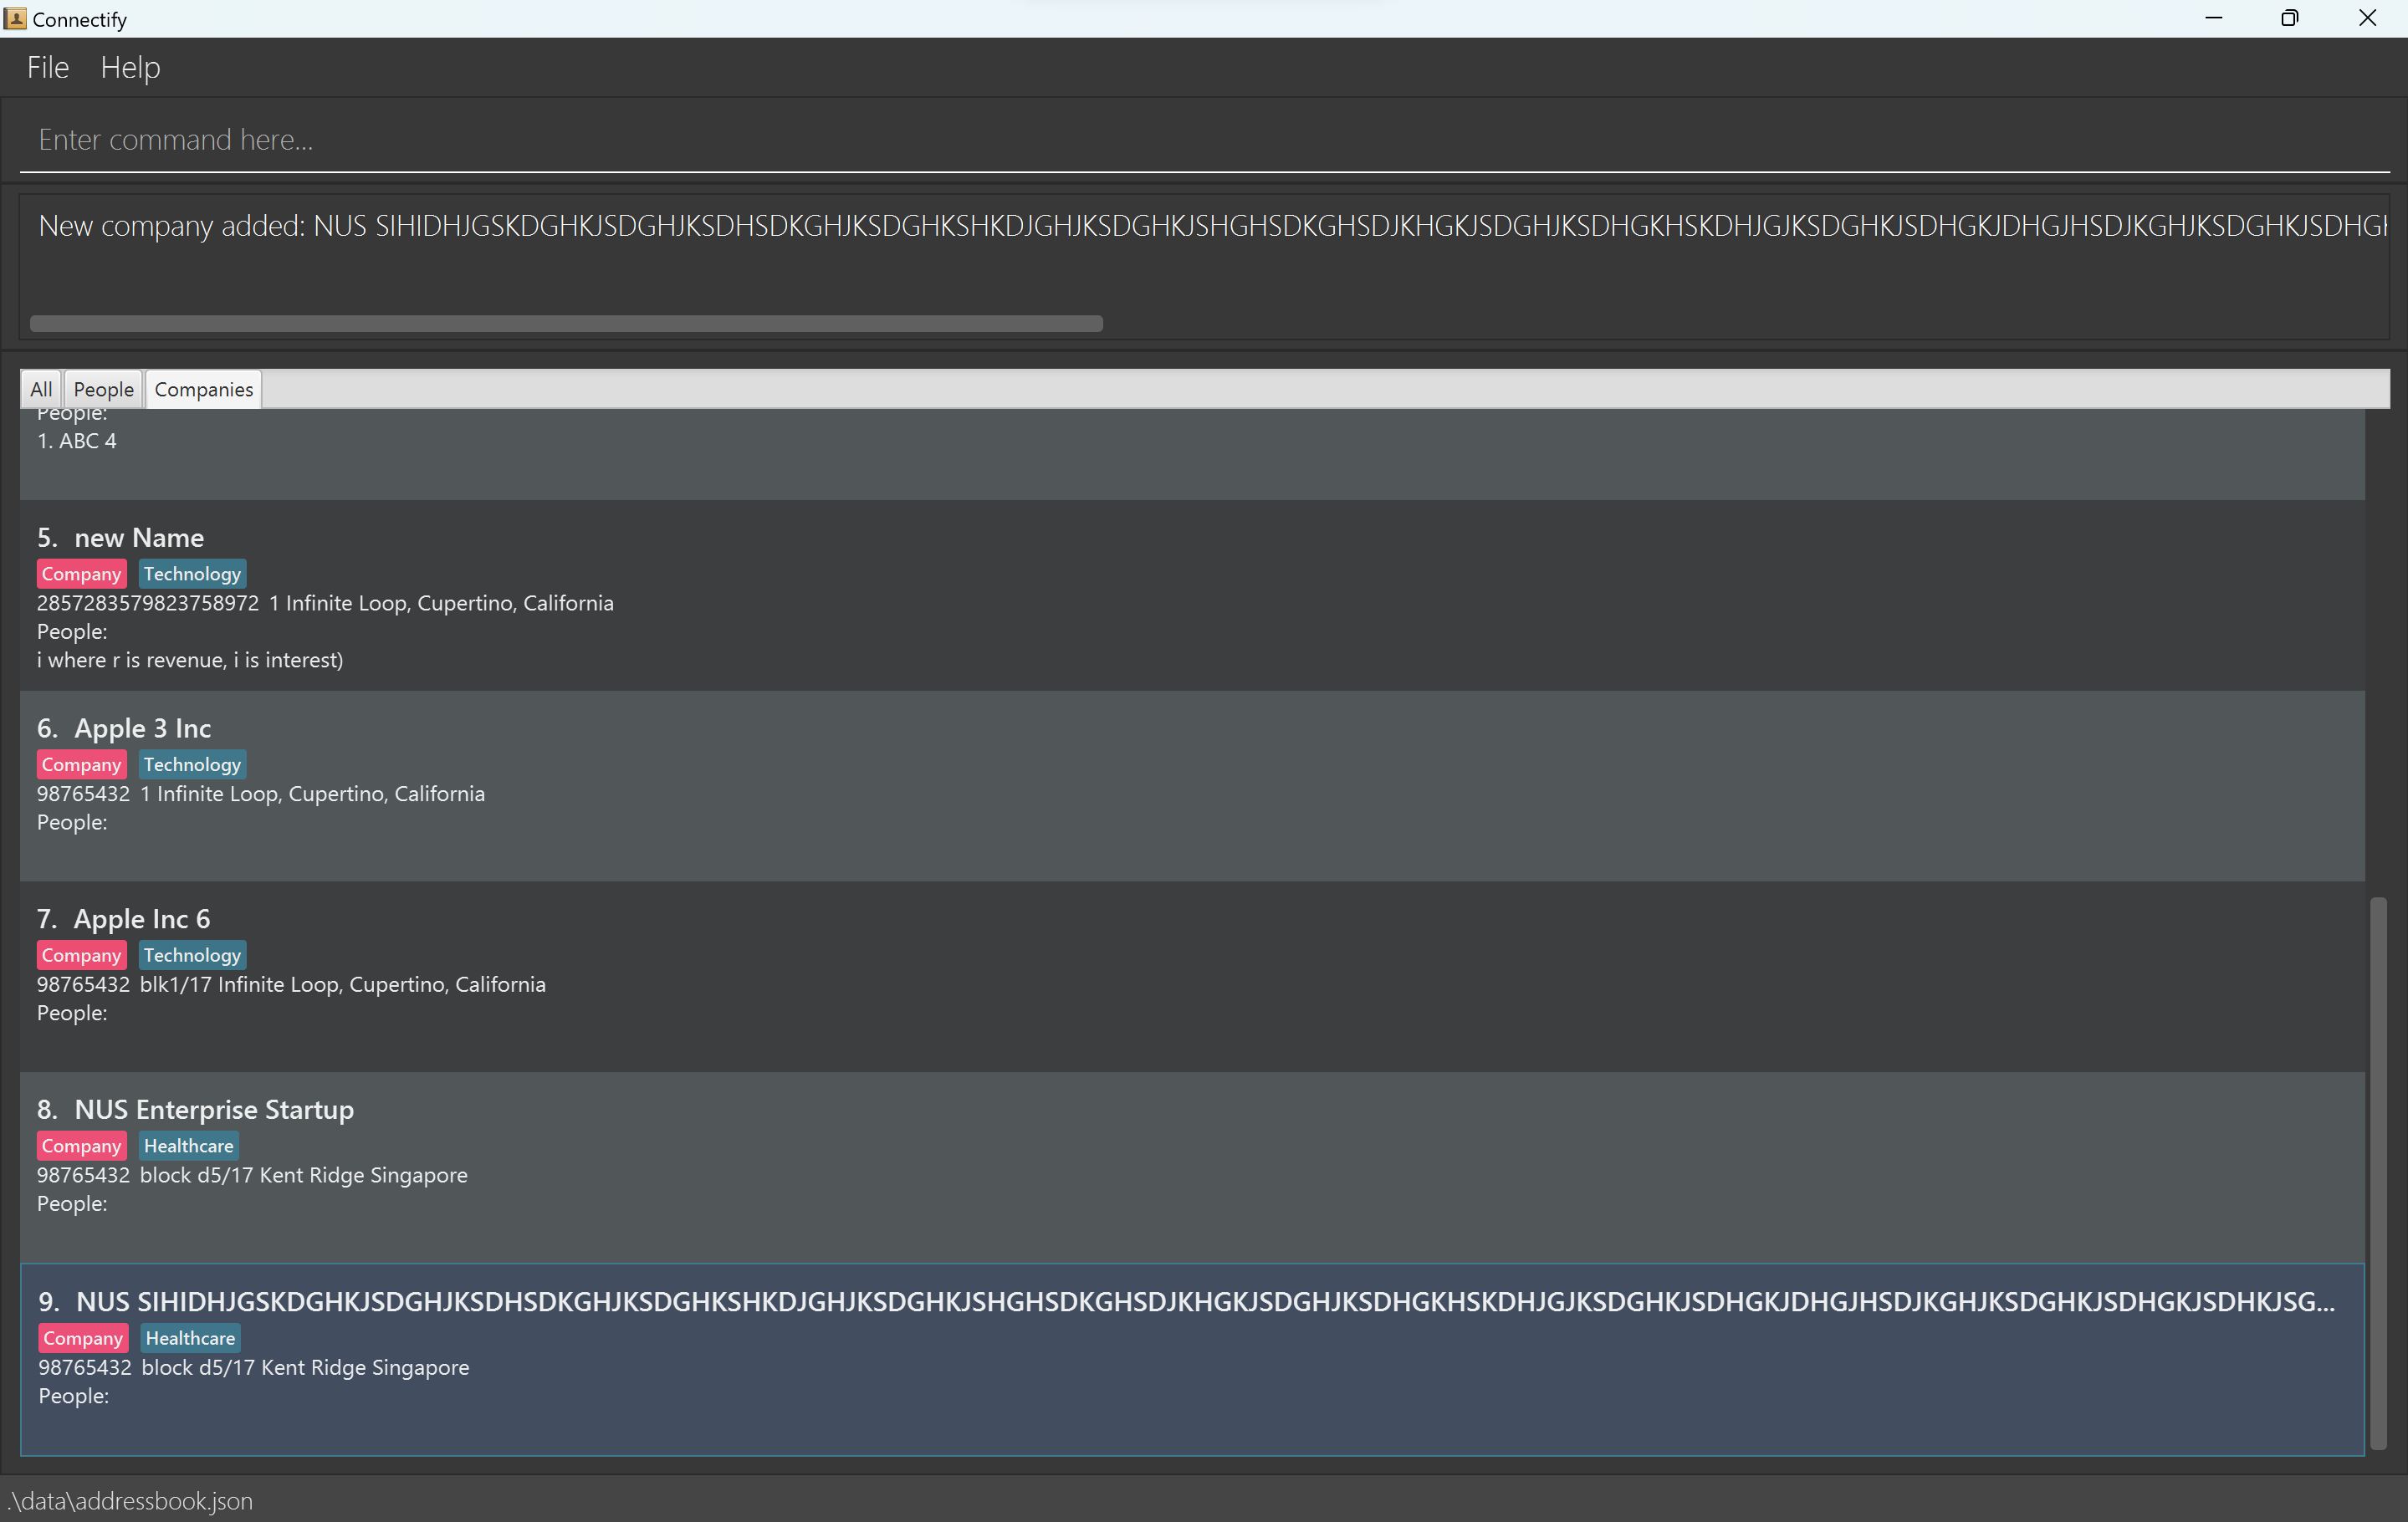 Connectify
File Help
Enter command here...
New company added: NUS SIHIDHJGSKDGHKJSDGHJKSDHSDKGHJKSDGHKSHKDJGHJKSDGHKJSHGHSDKGHSDJKHGKJSDGHJKSDHGKHSKDHJGJKSDGHKJSDHGKJDHGJHSDJKGHJKSDGHKJSDHGK
All People Companies
People:
1. ABC 4
5. new Name
Company Technology
2857283579823758972 1 Infinite Loop, Cupertino, California
People:
i where r is revenue, i is interest)
6. Apple 3 Inc
Company Technology
98765432 1 Infinite Loop, Cupertino, California
People:
7. Apple Inc 6
Company Technology
98765432 blk1/17 Infinite Loop, Cupertino, California
People:
8. NUS Enterprise Startup
Company Healthcare
98765432 block d5/17 Kent Ridge Singapore
People:
9. NUS SIHIDHJGSKDGHKJSDGHJKSDHSDKGHJKSDGHKSHKDJGHJKSDGHKJSHGHSDKGHSDJKHGKJSDGHJKSDHGKHSKDHJGJKSDGHKJSDHGKJDHGJHSDJKGHJKSDGHKJSDHGKJSDHKJSG...
Company Healthcare
98765432 block d5/17 Kent Ridge Singapore
People:
.\data\addressbook.json